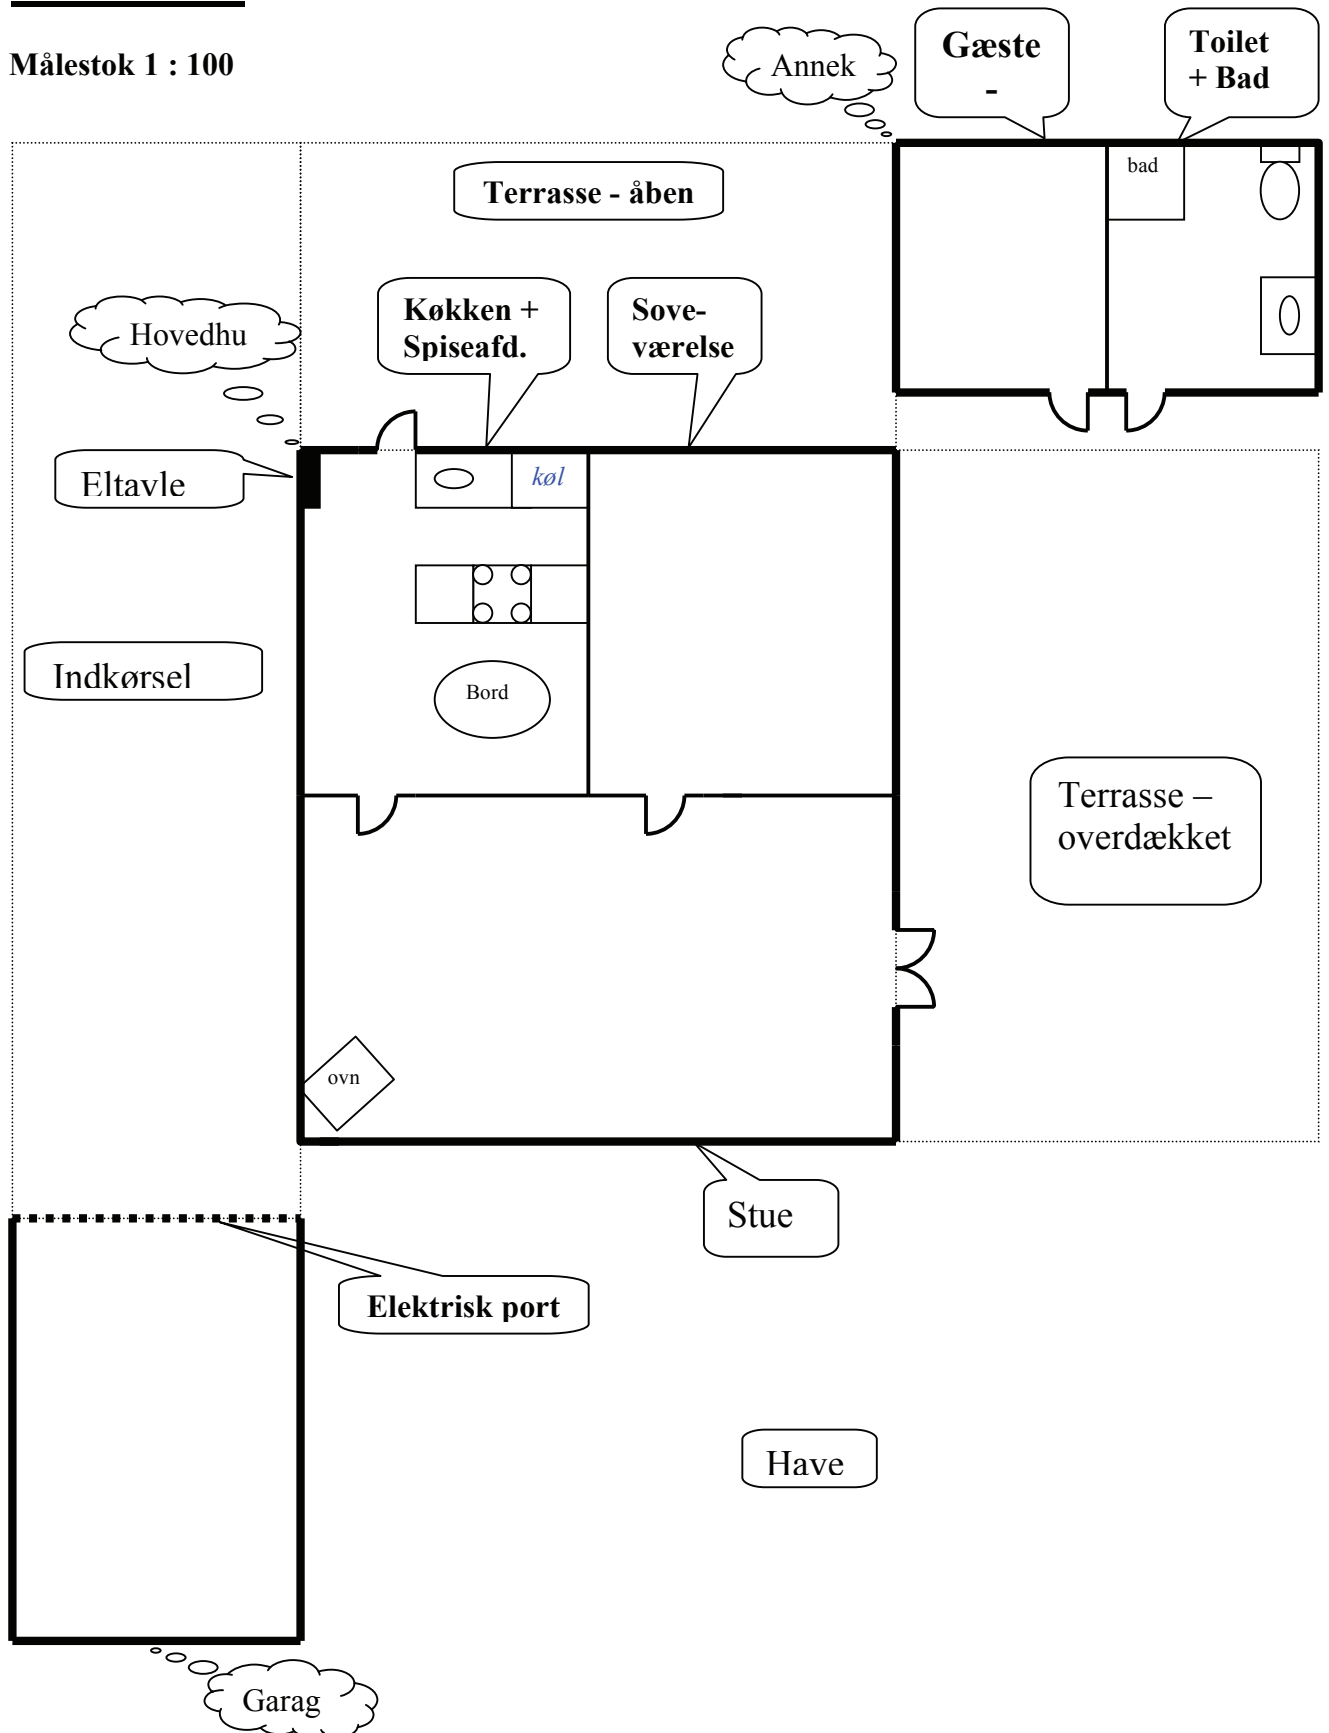 Målestok 1 : 100
Annek
Gæste
-
Toilet
+ Bad
bad
Terrasse - åben
Hovedhu
Køkken +
Spiseafd.
Sove-
værelse
Eltavle
køl
Indkørsel
Bord
Terrasse –
overdækket
ovn
Stue
Elektrisk port
Have
Garag